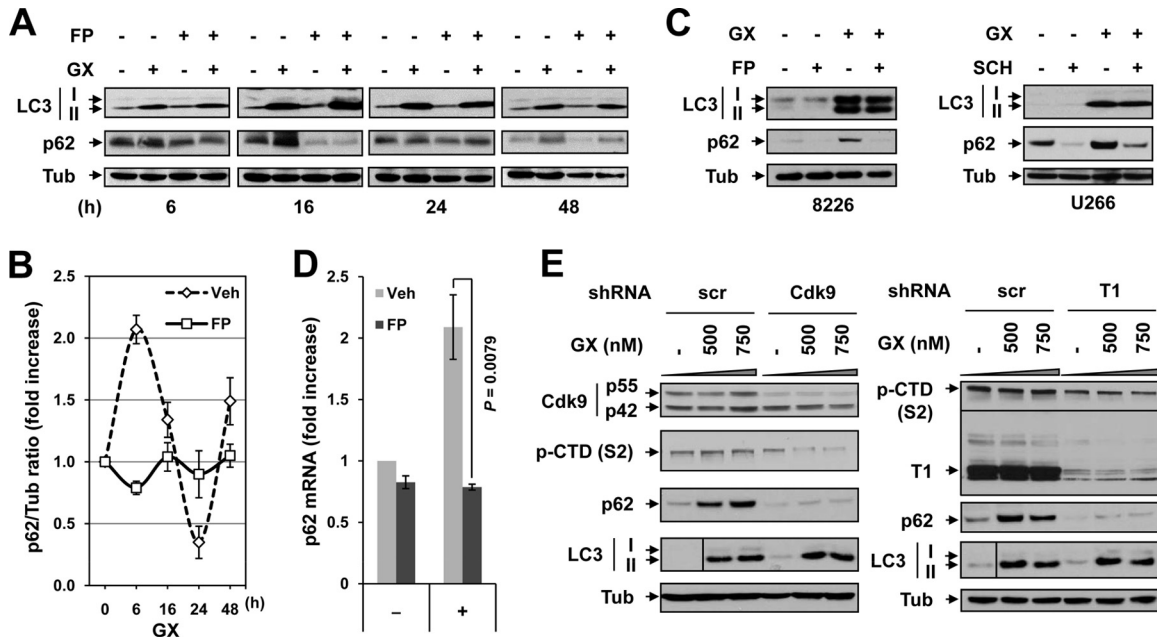 A
FP - - + + - - + + - - + + - - + +
GX - + - + - + - + - + - + - + - +
LC3 I
II
p62
Tub
(h) 6 16 24 48
C
GX - - + +
FP - + - +
LC3 I
II
p62
Tub
8226
GX - - + +
SCH - + - +
LC3 I
II
p62
Tub
U266
B
p62/Tub tratio (fold increase)
2.5
2.0
1.5
1.0
0.5
0.0
Veh
FP
0 6 16 24 48 (h)
GX
D
p62 mRNA (fold increase)
2.5
2
1.5
1
0.5
0
Veh
FP
P = 0.0079
– +
E
shRNA scr Cdk9
GX (nM) - 500 750 - 500 750
Cdk9 p55
p42
p-CTD (S2)
p62
LC3 I
II
Tub
shRNA scr T1
GX (nM) - 500 750 - 500 750
p-CTD
(S2)
T1
p62
LC3 I
II
Tub